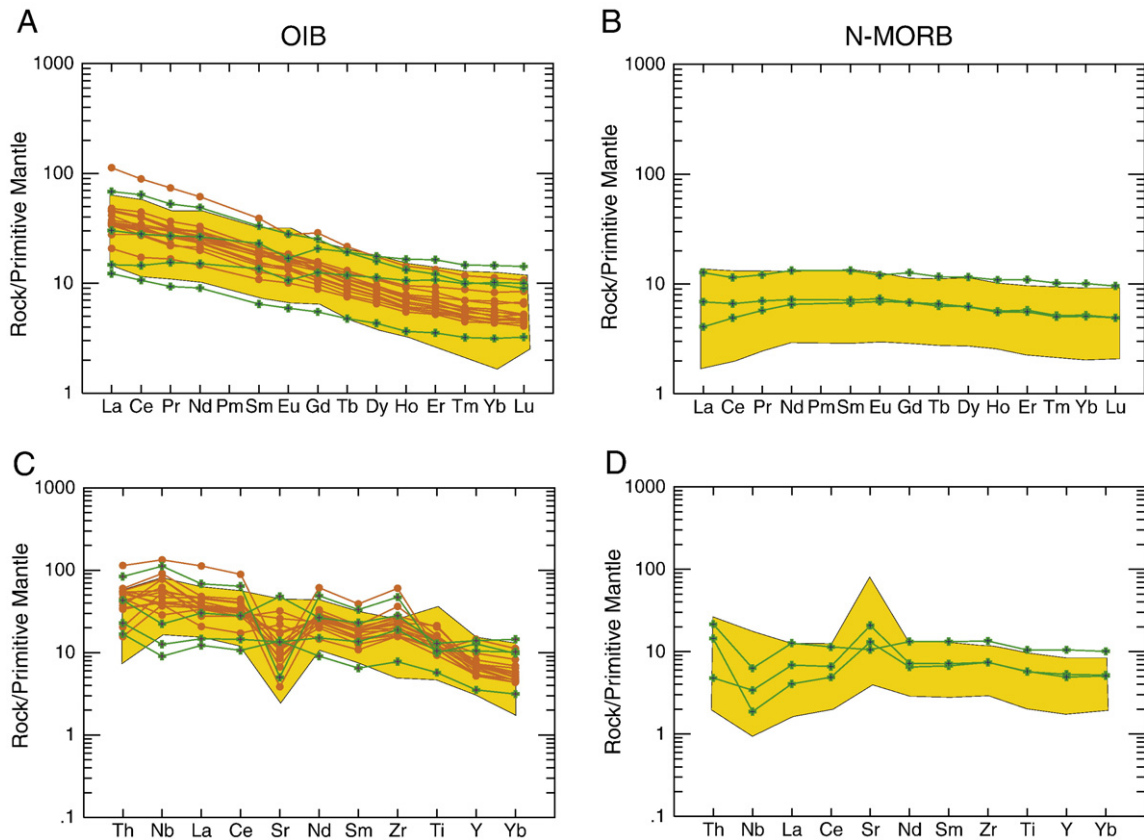 A
OIB
B
N-MORB
Rock/Primitive Mantle
1000
100
10
1
La Ce Pr Nd Pm Sm Eu Gd Tb Dy Ho Er Tm Yb Lu
Rock/Primitive Mantle
1000
100
10
1
La Ce Pr Nd Pm Sm Eu Gd Tb Dy Ho Er Tm Yb Lu
C
Rock/Primitive Mantle
1000
100
10
1
.1
Th Nb La Ce Sr Nd Sm Zr Ti Y Yb
D
Rock/Primitive Mantle
1000
100
10
1
.1
Th Nb La Ce Sr Nd Sm Zr Ti Y Yb